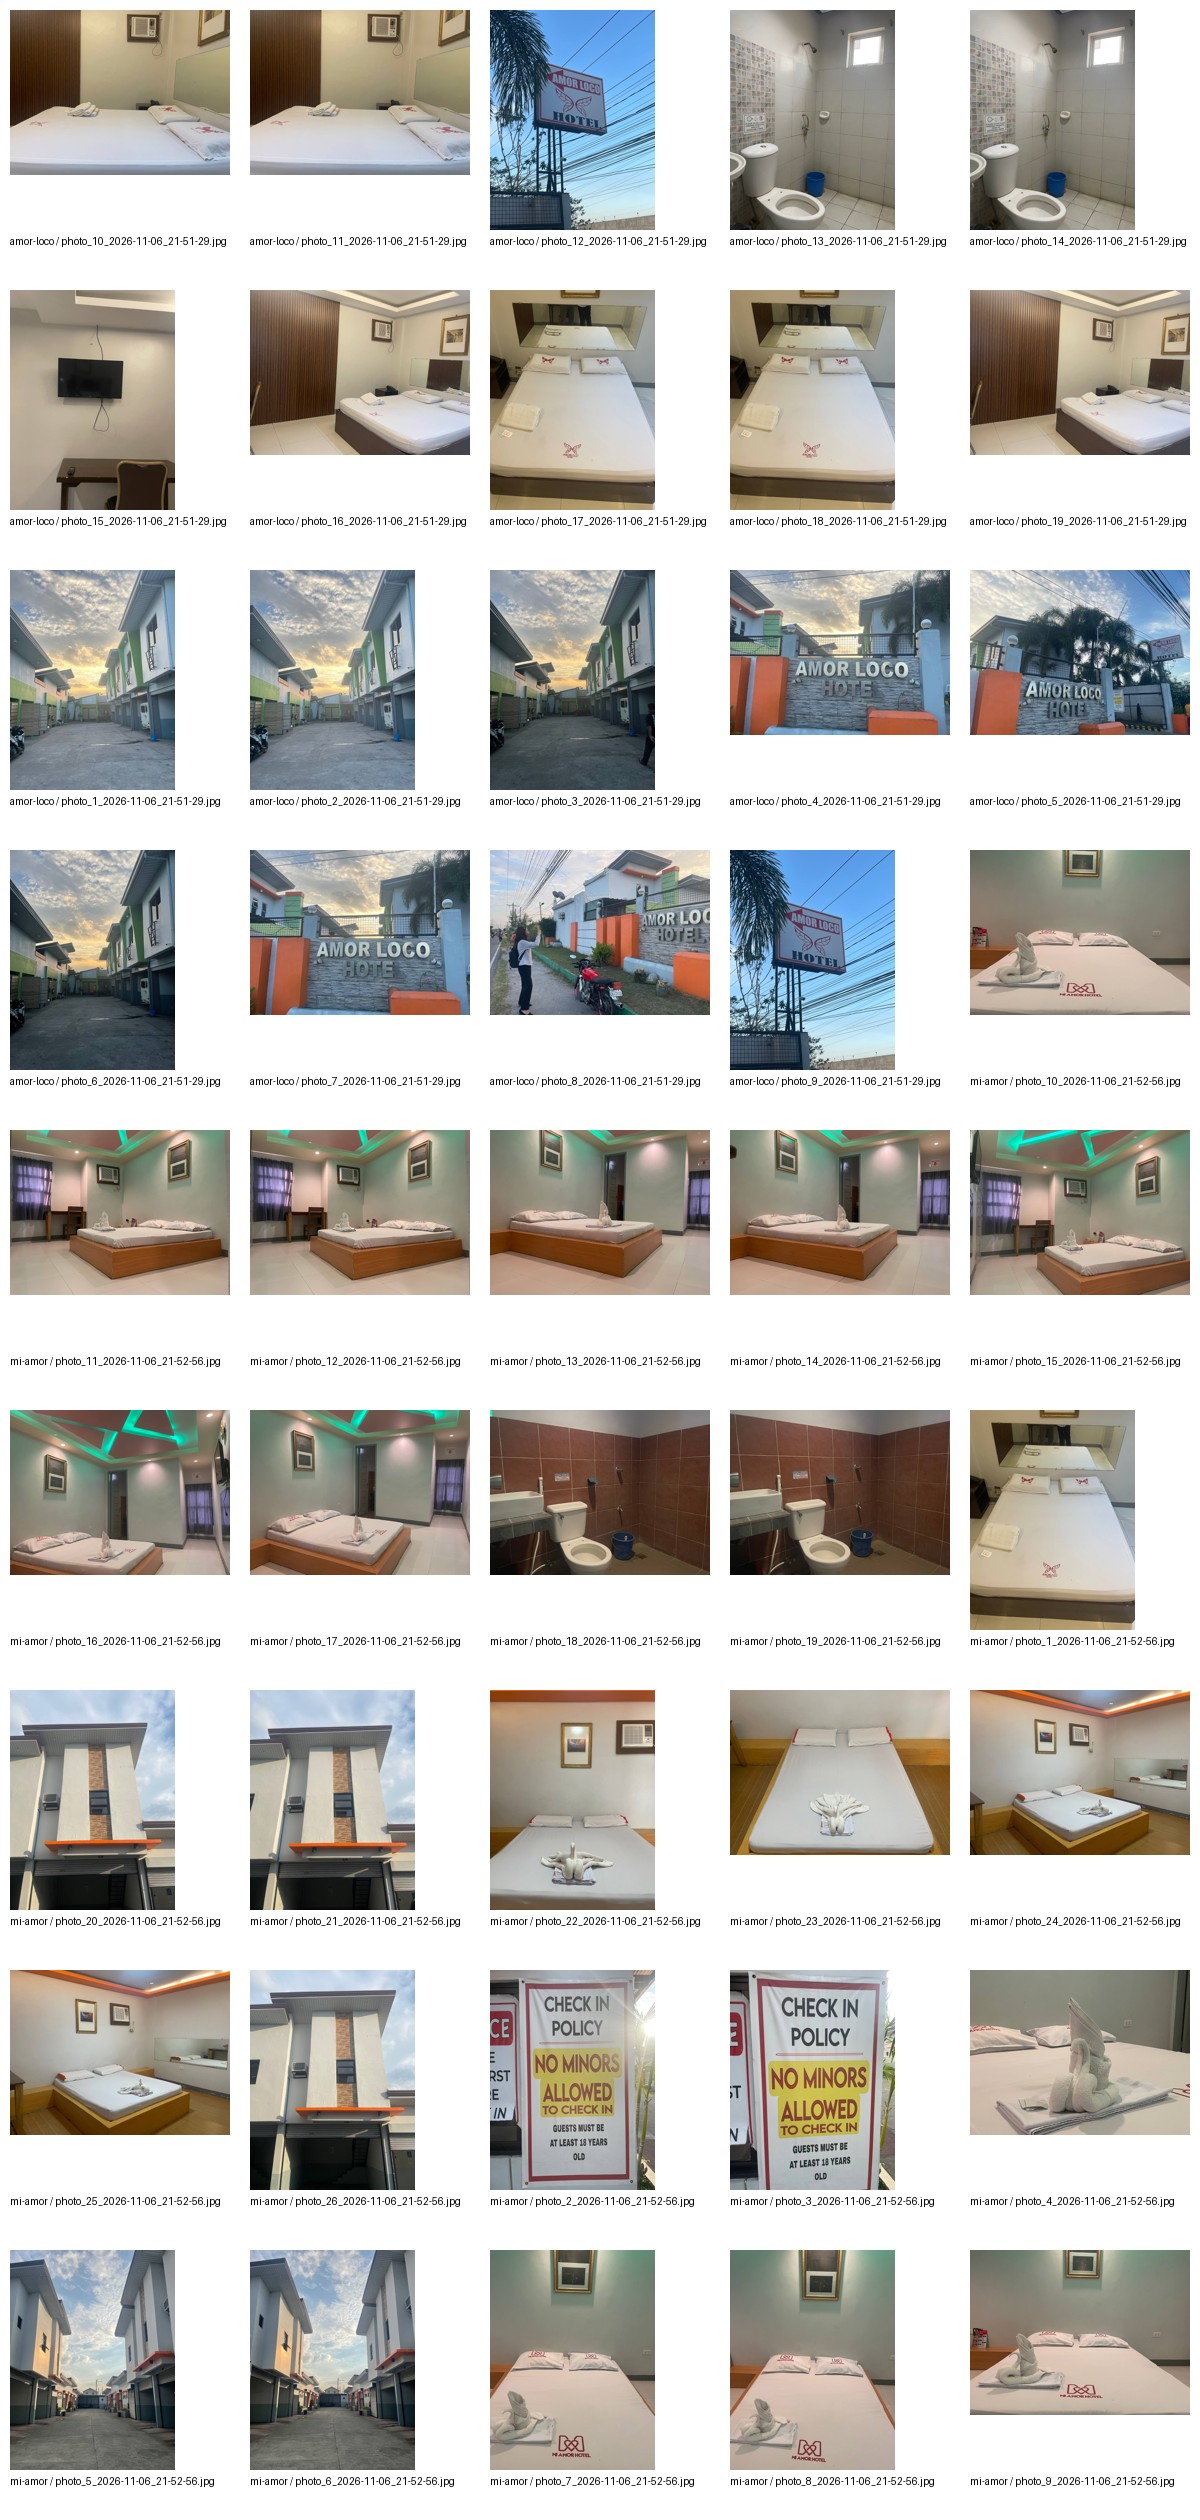 amor-loco / photo_10_2026-11-06_21-51-29.jpg
amor-loco / photo_11_2026-11-06_21-51-29.jpg
AMOR LOCO
HOTEL
amor-loco / photo_12_2026-11-06_21-51-29.jpg
amor-loco / photo_13_2026-11-06_21-51-29.jpg
amor-loco / photo_14_2026-11-06_21-51-29.jpg
amor-loco / photo_15_2026-11-06_21-51-29.jpg
amor-loco / photo_16_2026-11-06_21-51-29.jpg
amor-loco / photo_17_2026-11-06_21-51-29.jpg
amor-loco / photo_18_2026-11-06_21-51-29.jpg
amor-loco / photo_19_2026-11-06_21-51-29.jpg
AMOR LOCO
HOTE
AMOR LOCO
HOTEL
HOTEL
amor-loco / photo_1_2026-11-06_21-51-29.jpg
amor-loco / photo_2_2026-11-06_21-51-29.jpg
amor-loco / photo_3_2026-11-06_21-51-29.jpg
amor-loco / photo_4_2026-11-06_21-51-29.jpg
amor-loco / photo_5_2026-11-06_21-51-29.jpg
AMOR LOCO
HOTE
AMOR LOC
HOTEL
AMOR LOCO
HOTEL
MI AMOR HOTEL
amor-loco / photo_6_2026-11-06_21-51-29.jpg
amor-loco / photo_7_2026-11-06_21-51-29.jpg
amor-loco / photo_8_2026-11-06_21-51-29.jpg
amor-loco / photo_9_2026-11-06_21-51-29.jpg
mi-amor / photo_10_2026-11-06_21-52-56.jpg
mi-amor / photo_11_2026-11-06_21-52-56.jpg
mi-amor / photo_12_2026-11-06_21-52-56.jpg
mi-amor / photo_13_2026-11-06_21-52-56.jpg
mi-amor / photo_14_2026-11-06_21-52-56.jpg
mi-amor / photo_15_2026-11-06_21-52-56.jpg
mi-amor / photo_16_2026-11-06_21-52-56.jpg
mi-amor / photo_17_2026-11-06_21-52-56.jpg
mi-amor / photo_18_2026-11-06_21-52-56.jpg
mi-amor / photo_19_2026-11-06_21-52-56.jpg
mi-amor / photo_1_2026-11-06_21-52-56.jpg
mi-amor / photo_20_2026-11-06_21-52-56.jpg
mi-amor / photo_21_2026-11-06_21-52-56.jpg
mi-amor / photo_22_2026-11-06_21-52-56.jpg
mi-amor / photo_23_2026-11-06_21-52-56.jpg
mi-amor / photo_24_2026-11-06_21-52-56.jpg
CE
E
RST
RE
IN
CHECK IN
POLICY
NO MINORS
ALLOWED
TO CHECK IN
GUESTS MUST BE
AT LEAST 18 YEARS
OLD
E
ST
N
CHECK IN
POLICY
NO MINORS
ALLOWED
TO CHECK IN
GUESTS MUST BE
AT LEAST 18 YEARS
OLD
mi-amor / photo_25_2026-11-06_21-52-56.jpg
mi-amor / photo_26_2026-11-06_21-52-56.jpg
mi-amor / photo_2_2026-11-06_21-52-56.jpg
mi-amor / photo_3_2026-11-06_21-52-56.jpg
mi-amor / photo_4_2026-11-06_21-52-56.jpg
MI AMOR HOTEL
MI AMOR HOTEL
MI AMOR HOTEL
mi-amor / photo_5_2026-11-06_21-52-56.jpg
mi-amor / photo_6_2026-11-06_21-52-56.jpg
mi-amor / photo_7_2026-11-06_21-52-56.jpg
mi-amor / photo_8_2026-11-06_21-52-56.jpg
mi-amor / photo_9_2026-11-06_21-52-56.jpg